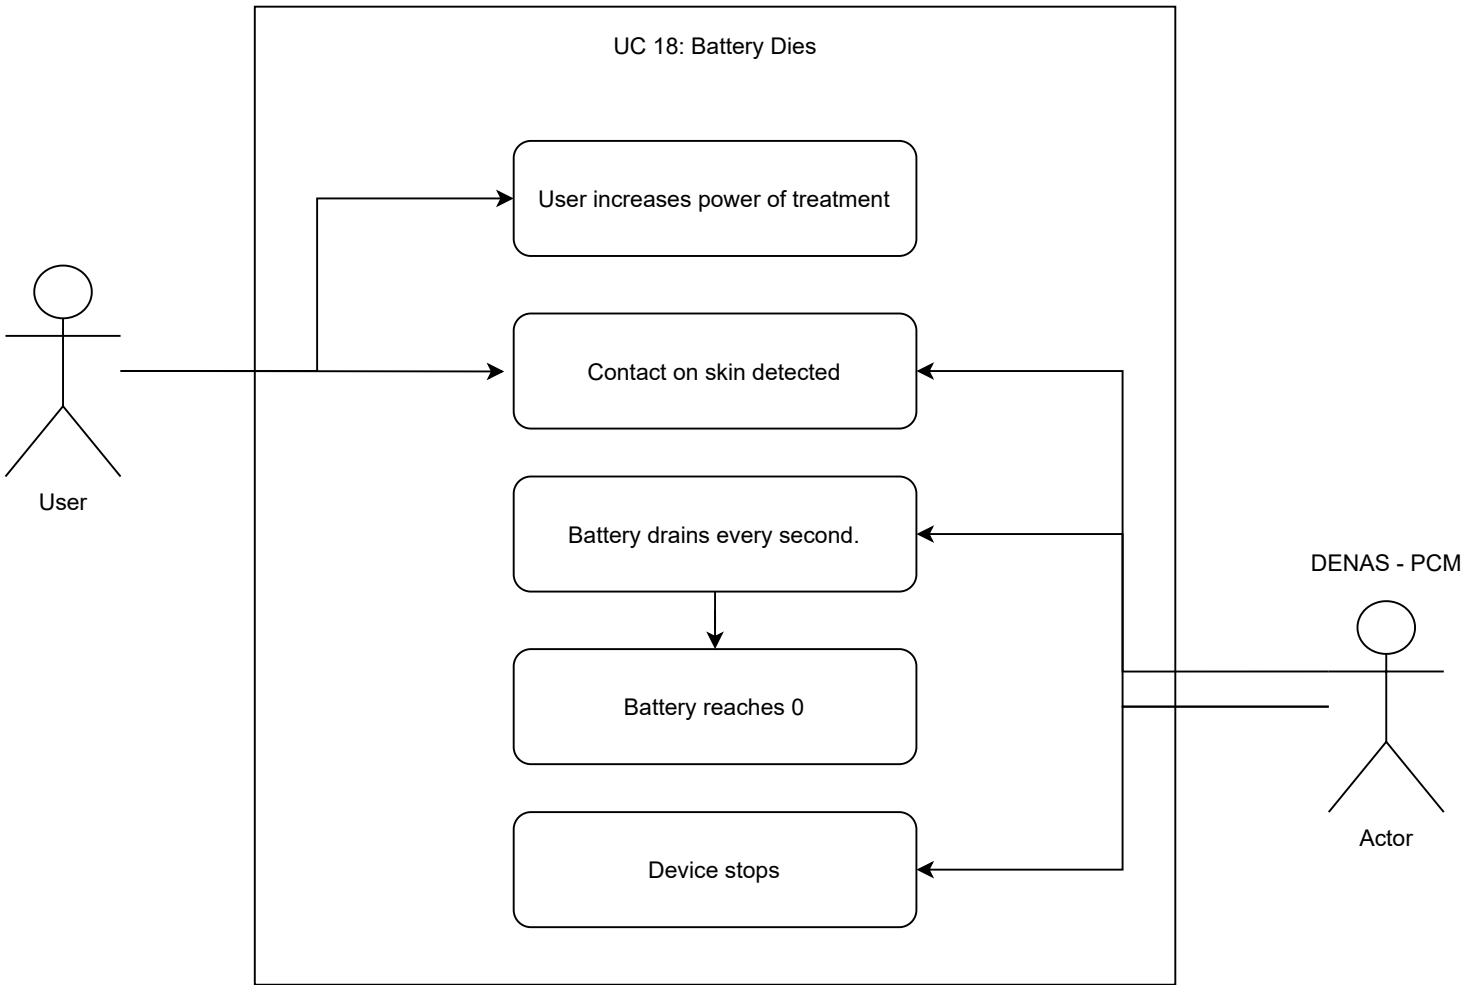 UC 18: Battery Dies
User increases power of treatment
Contact on skin detected
User
Battery drains every second.
DENAS - PCM
Battery reaches 0
Actor
Device stops